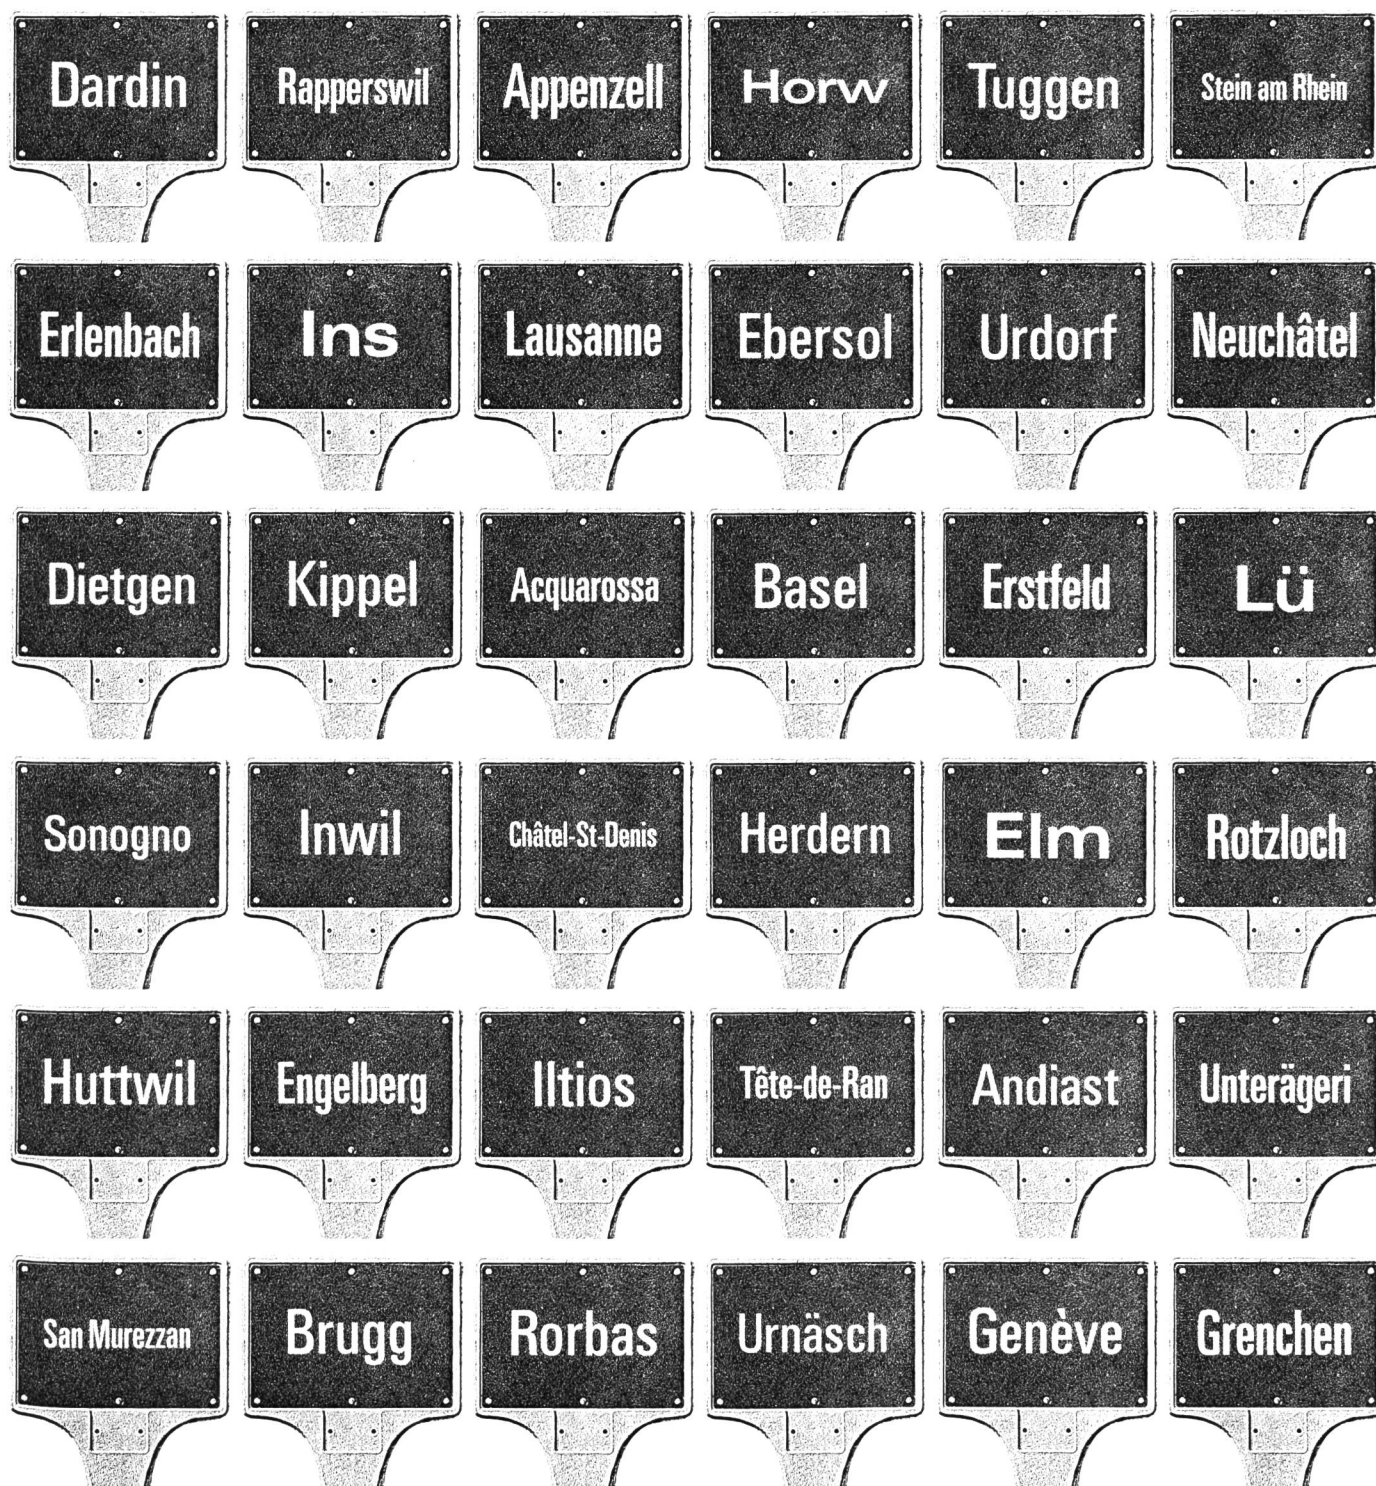 Dardin
Rapperswil
Appenzell
Horw
Tuggen
Stein am Rhein
Erlenbach
Ins
Lausanne
Ebersol
Urdorf
Neuchâtel
Dietgen
Kippel
Acquarossa
Basel
Erstfeld
Lü
Sonogno
Inwil
Châtel-St-Denis
Herdern
Elm
Rotzloch
Huttwil
Engelberg
Iltios
Tête-de-Ran
Andiast
Unterägeri
San Murezzan
Brugg
Rorbas
Urnäsch
Genève
Grenchen